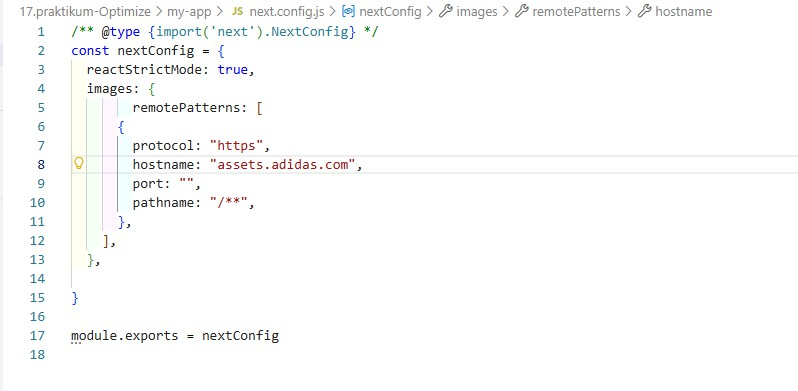 17.praktikum-Optimize > my-app > JS next.config.js > nextConfig > images > remotePatterns > hostname
1 /** @type {import('next').NextConfig} */
2 const nextConfig = {
3   reactStrictMode: true,
4   images: {
5         remotePatterns: [
6       {
7         protocol: "https",
8         hostname: "assets.adidas.com",
9         port: "",
10         pathname: "/**",
11       },
12     ],
13   },
14
15 }
16
17 module.exports = nextConfig
18